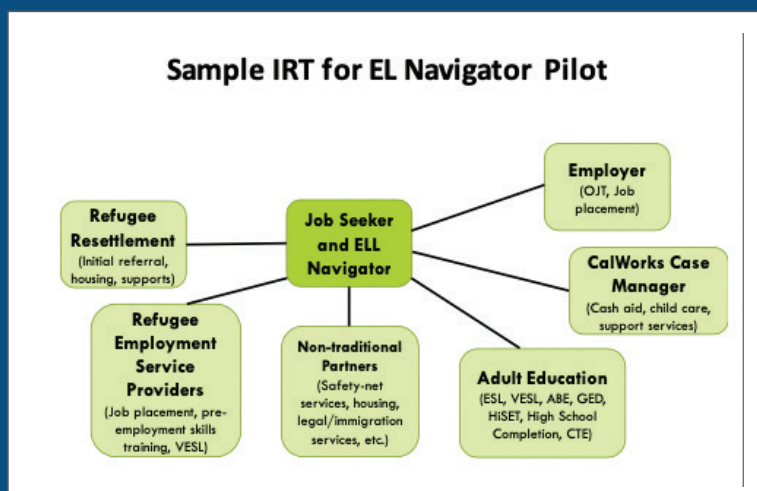 Sample IRT for EL Navigator Pilot
Employer
(OJT, Job
placement)
Refugee
Resettlement
(Initial referral,
housing, supports)
Job Seeker
and ELL
Navigator
CalWorks Case
Manager
(Cash aid, child care,
support services)
Refugee
Employment
Service
Providers
(Job placement, pre-
employment skills
training, VESL)
Non-traditional
Partners
(Safety-net
services, housing,
legal/immigration
services, etc.)
Adult Education
(ESL, VESL, ABE, GED,
HiSET, High School
Completion, CTE)